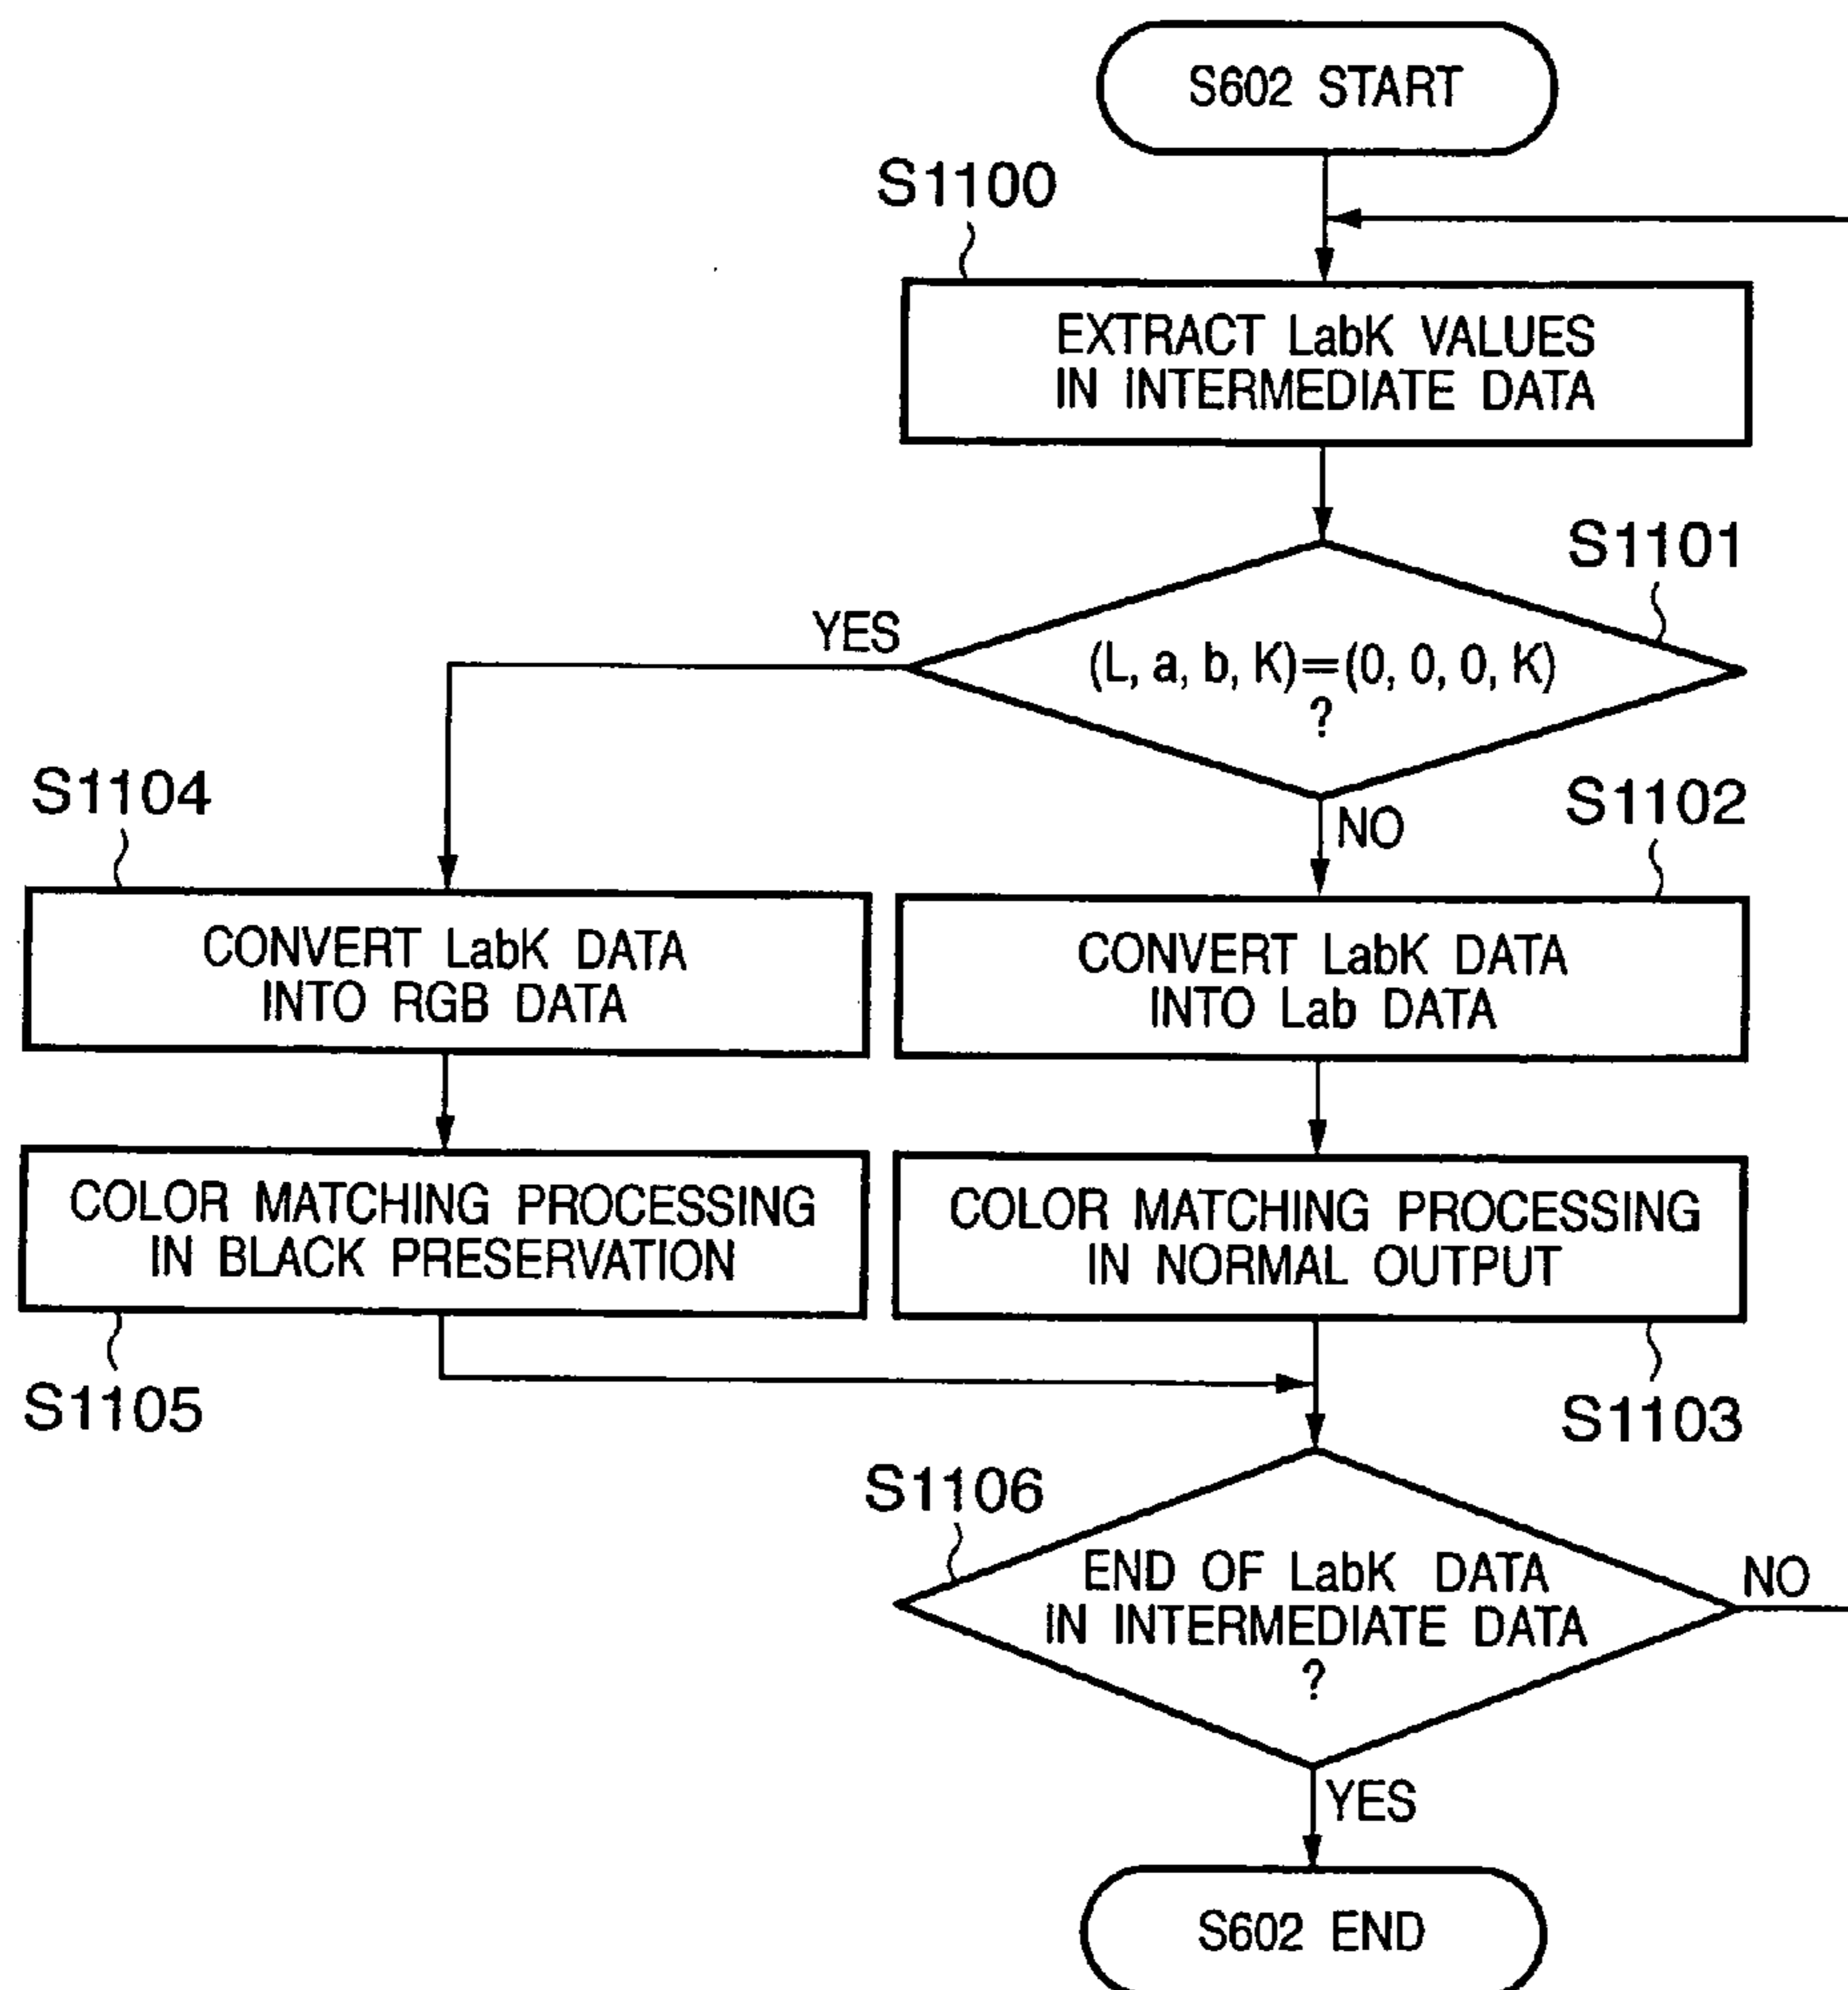 S602 START
S1100
EXTRACT LabK VALUES
IN INTERMEDIATE DATA
S1101
YES
(L, a, b, K)=(0, 0, 0, K)
?
S1104
NO
S1102
CONVERT LabK DATA
INTO RGB DATA
CONVERT LabK DATA
INTO Lab DATA
COLOR MATCHING PROCESSING
IN BLACK PRESERVATION
COLOR MATCHING PROCESSING
IN NORMAL OUTPUT
S1105
S1103
S1106
END OF LabK DATA
IN INTERMEDIATE DATA
?
NO
YES
S602 END